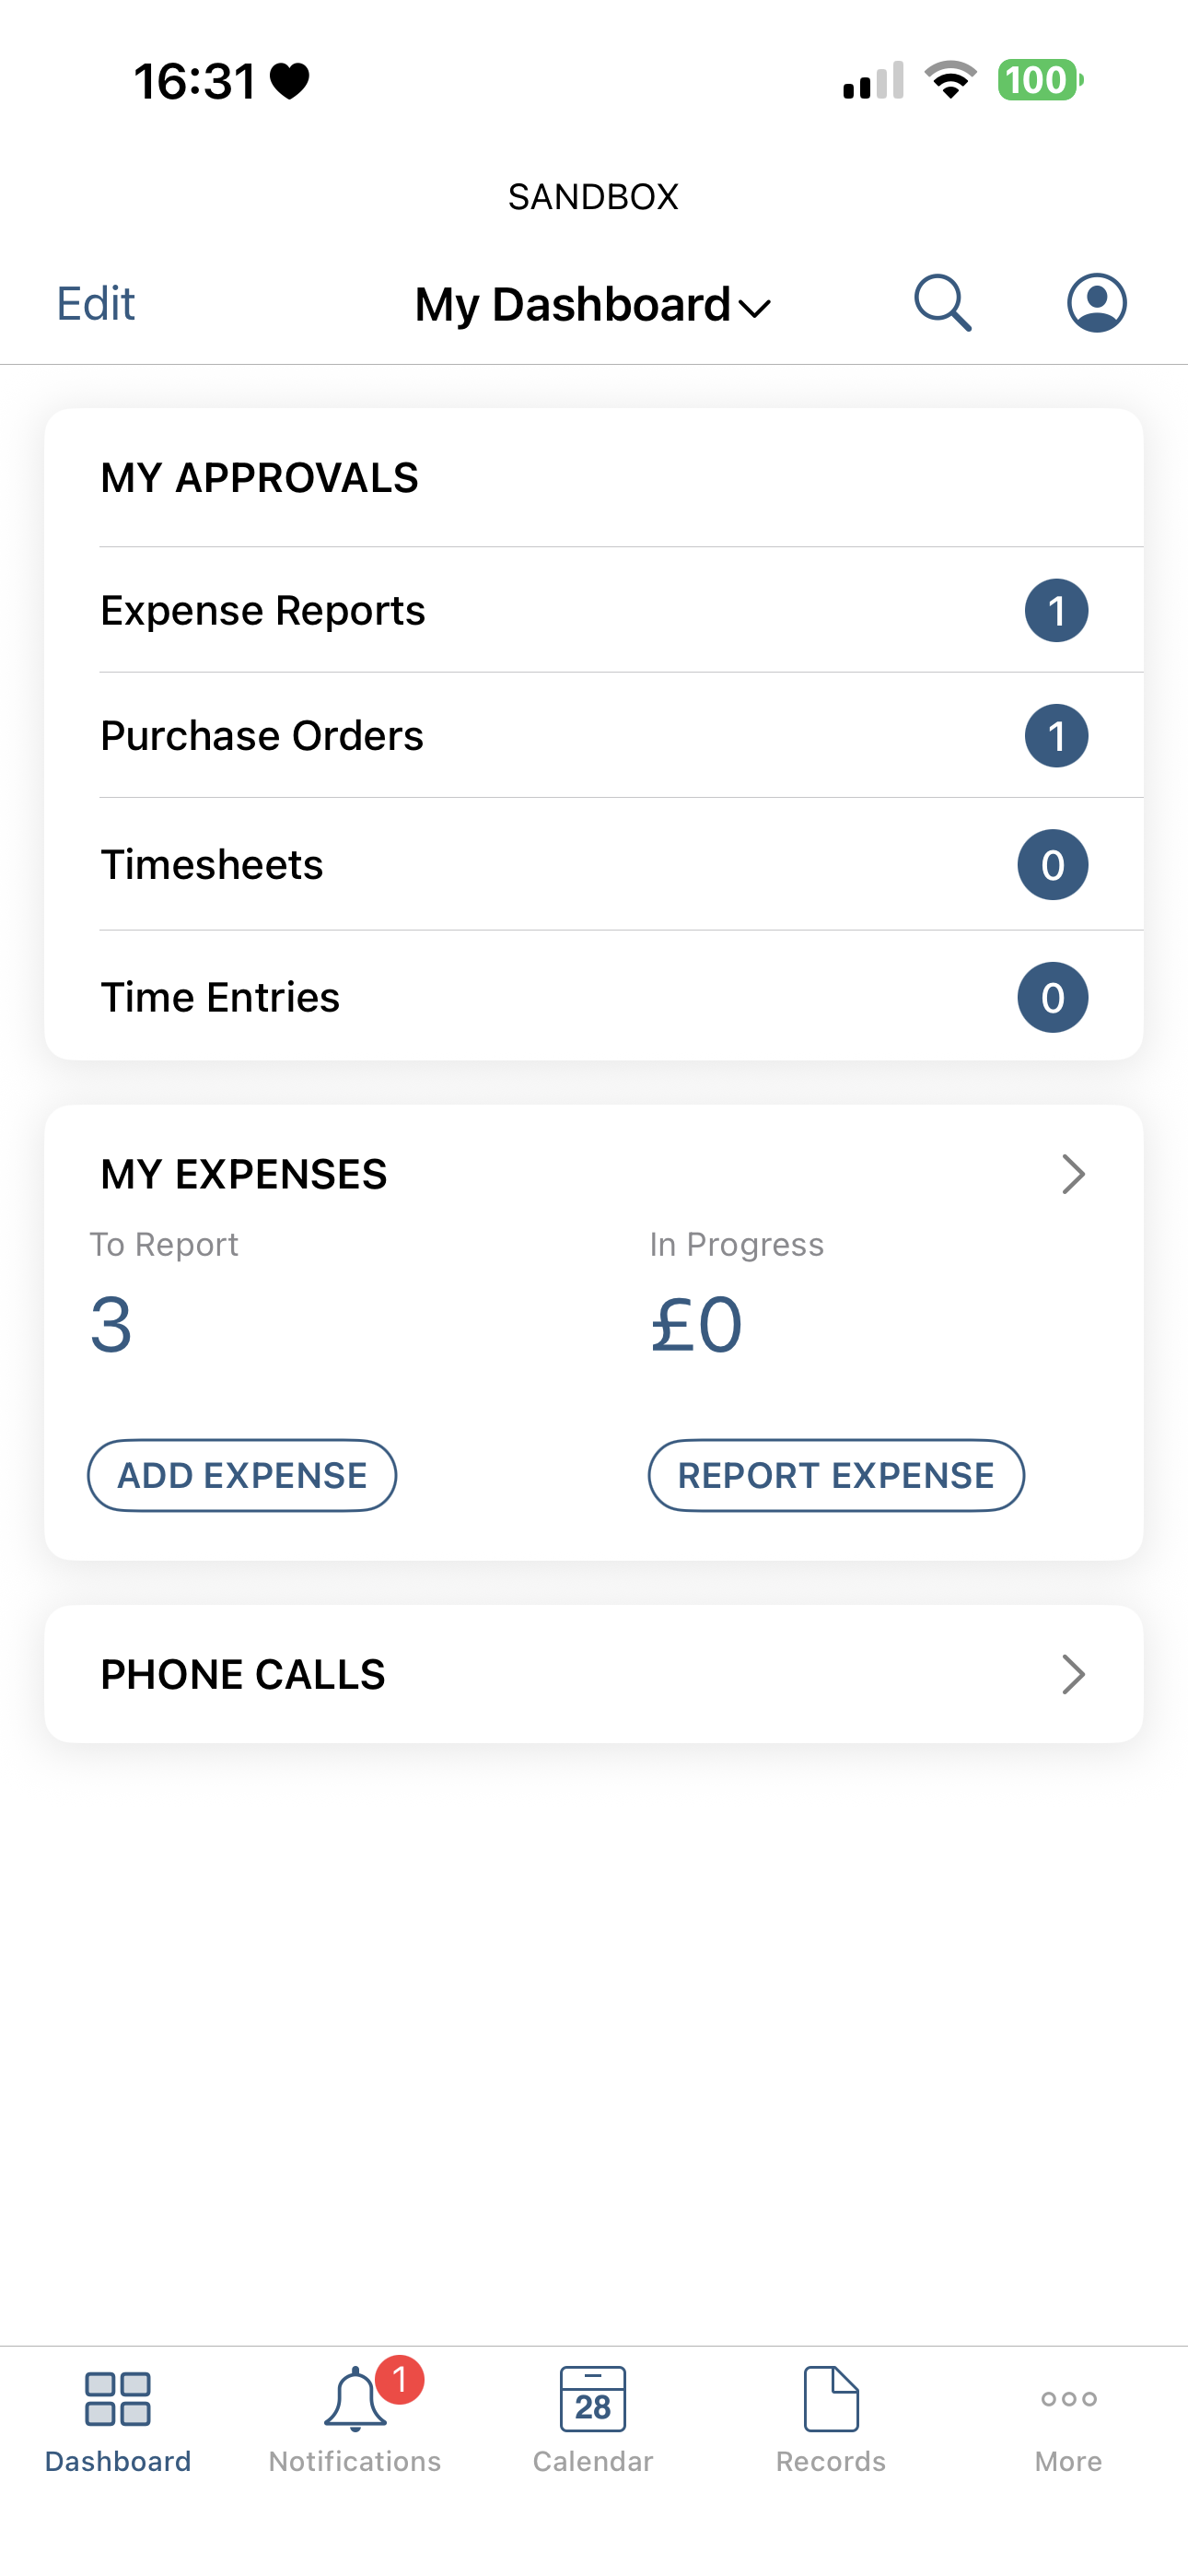 16:31
100
SANDBOX
Edit
My Dashboard
MY APPROVALS
Expense Reports 1
Purchase Orders 1
Timesheets 0
Time Entries 0
MY EXPENSES
To Report In Progress
3 £0
ADD EXPENSE REPORT EXPENSE
PHONE CALLS
1
28
Dashboard Notifications Calendar Records More